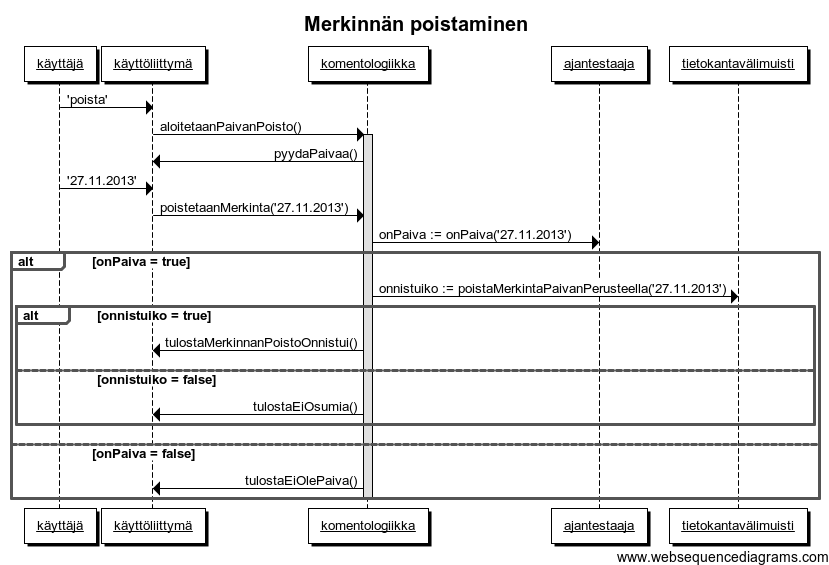 Merkinnän poistaminen
käyttäjä
käyttöliittymä
komentologiikka
ajantestaaja
tietokantavälimuisti
'poista'
aloitetaanPaivanPoisto()
pyydaPaivaa()
'27.11.2013'
poistetaanMerkinta('27.11.2013')
onPaiva := onPaiva('27.11.2013')
alt
[onPaiva = true]
onnistuiko := poistaMerkintaPaivanPerusteella('27.11.2013')
alt
[onnistuiko = true]
tulostaMerkinnanPoistoOnnistui()
[onnistuiko = false]
tulostaEiOsumia()
[onPaiva = false]
tulostaEiOlePaiva()
käyttäjä
käyttöliittymä
komentologiikka
ajantestaaja
tietokantavälimuisti
www.websequencediagrams.com